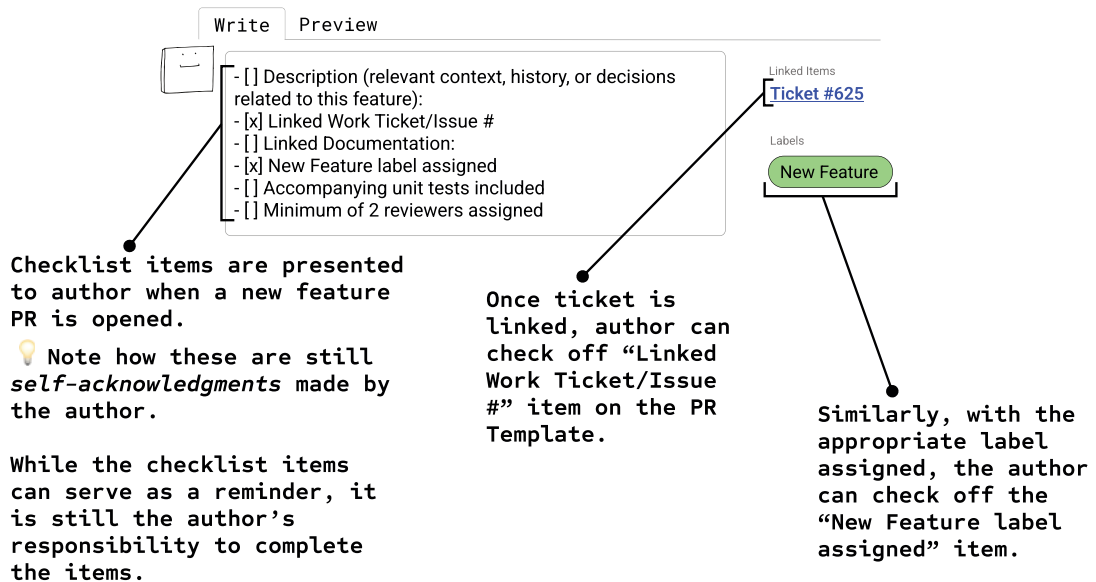 Write Preview
- [ ] Description (relevant context, history, or decisions
related to this feature):
- [x] Linked Work Ticket/Issue #
- [ ] Linked Documentation:
- [x] New Feature label assigned
- [ ] Accompanying unit tests included
- [ ] Minimum of 2 reviewers assigned
Linked Items
Ticket #625
Labels
New Feature
Checklist items are presented
to author when a new feature
PR is opened.
💡 Note how these are still
self-acknowledgments made by
the author.
While the checklist items
can serve as a reminder, it
is still the author’s
responsibility to complete
the items.
Once ticket is
linked, author can
check off “Linked
Work Ticket/Issue
#” item on the PR
Template.
Similarly, with the
appropriate label
assigned, the author
can check off the
“New Feature label
assigned” item.